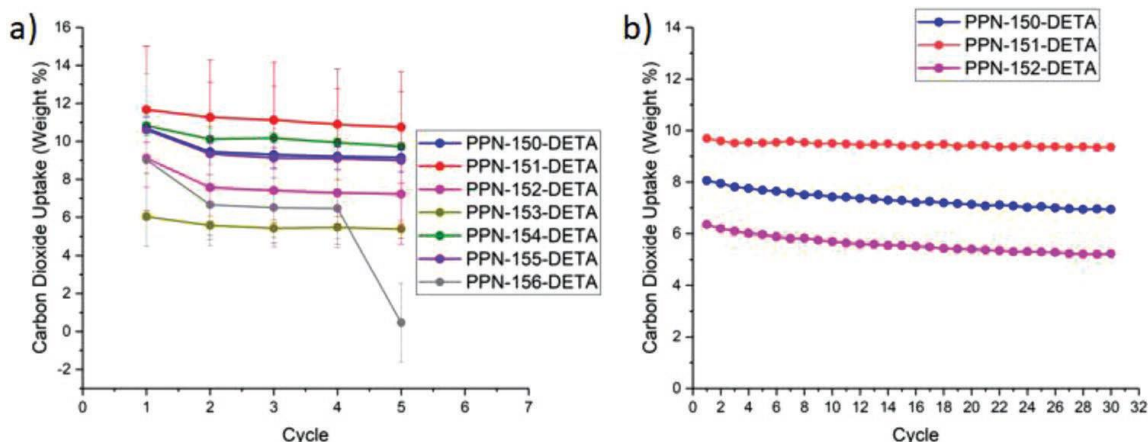 a)
Carbon Dioxide Uptake (Weight %)
16
14
12
10
8
6
4
2
0
-2
0 1 2 3 4 5 6 7
Cycle
PPN-150-DETA
PPN-151-DETA
PPN-152-DETA
PPN-153-DETA
PPN-154-DETA
PPN-155-DETA
PPN-156-DETA
b)
Carbon Dioxide Uptake (Weight %)
14
12
10
8
6
4
2
0
0 2 4 6 8 10 12 14 16 18 20 22 24 26 28 30 32
Cycle
PPN-150-DETA
PPN-151-DETA
PPN-152-DETA